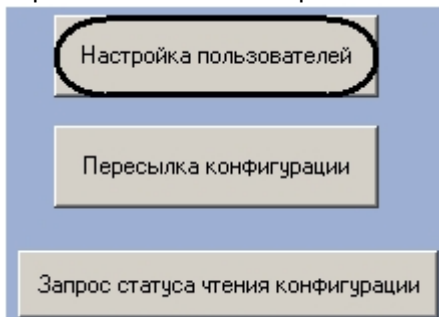 Настройка пользователей
Пересылка конфигурации
Запрос статуса чтения конфигурации